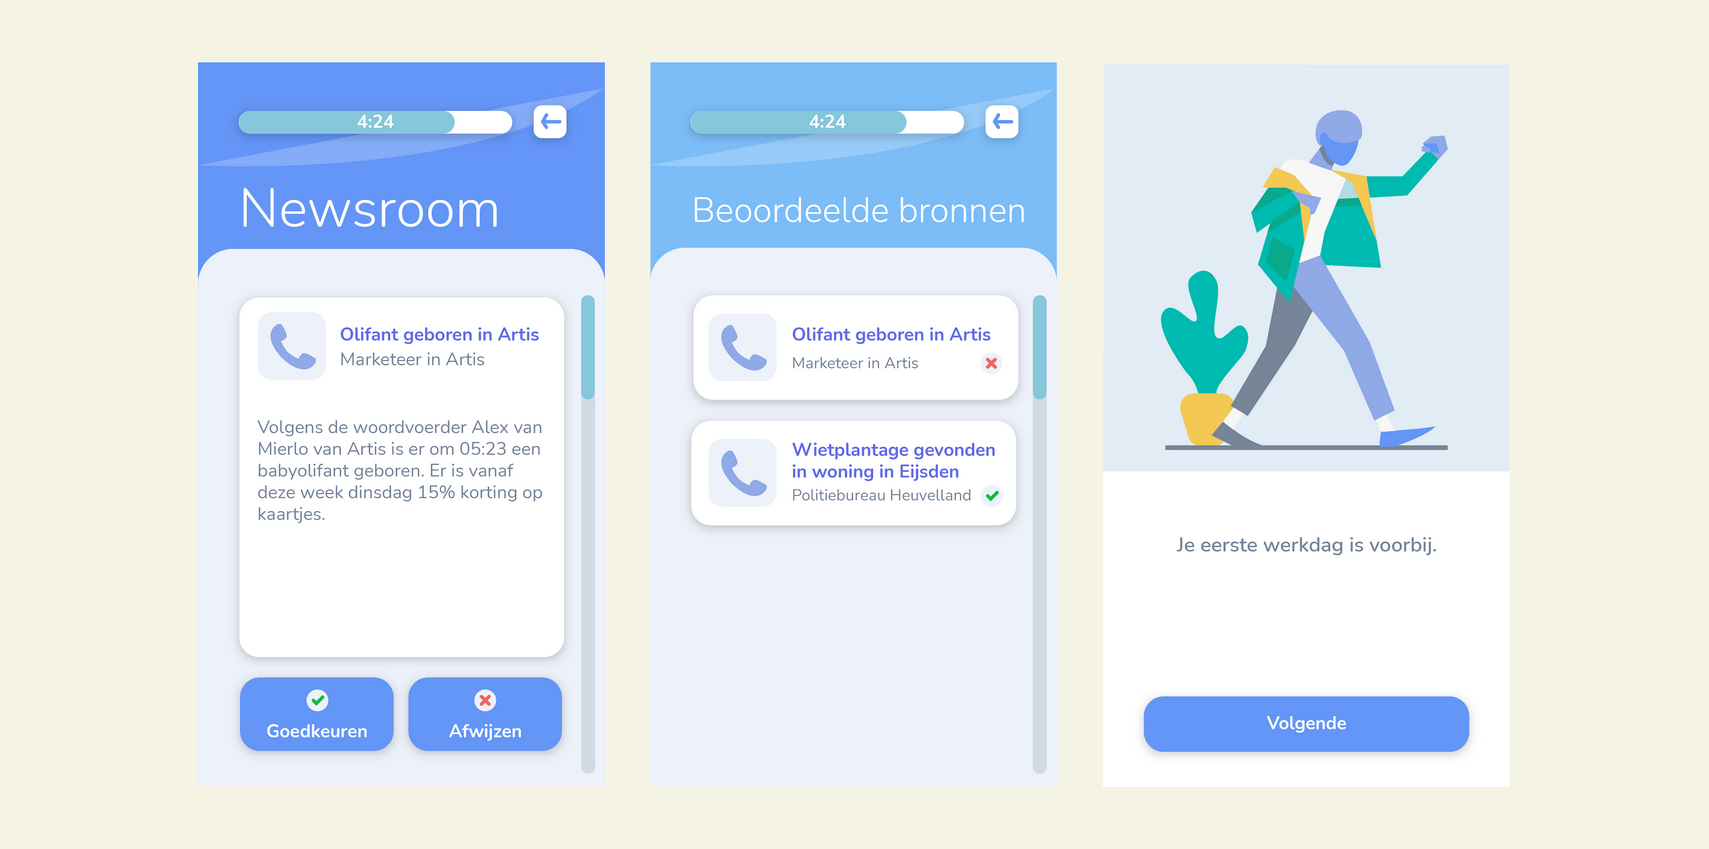 4:24
Newsroom
Olifant geboren in Artis
Marketeer in Artis
Volgens de woordvoerder Alex van
Mierlo van Artis is er om 05:23 een
babyolifant geboren. Er is vanaf
deze week dinsdag 15% korting op
kaartjes.
Goedkeuren
Afwijzen
4:24
Beoordeelde bronnen
Olifant geboren in Artis
Marketeer in Artis
Wietplantage gevonden
in woning in Eijsden
Politiebureau Heuvelland
Je eerste werkdag is voorbij.
Volgende